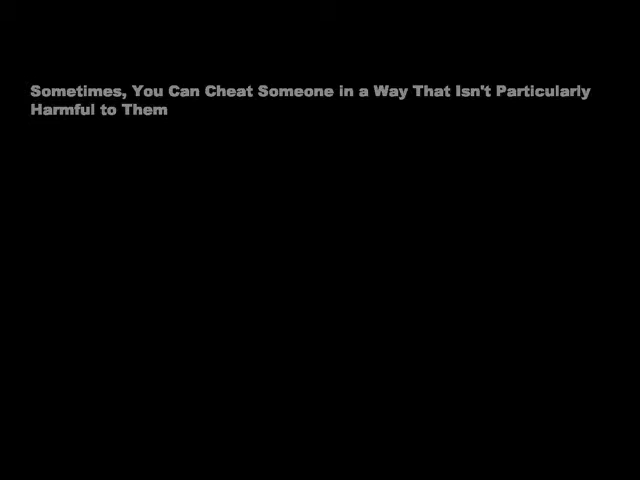 Sometimes, You Can Cheat Someone in a Way That Isn't Particularly
Harmful to Them